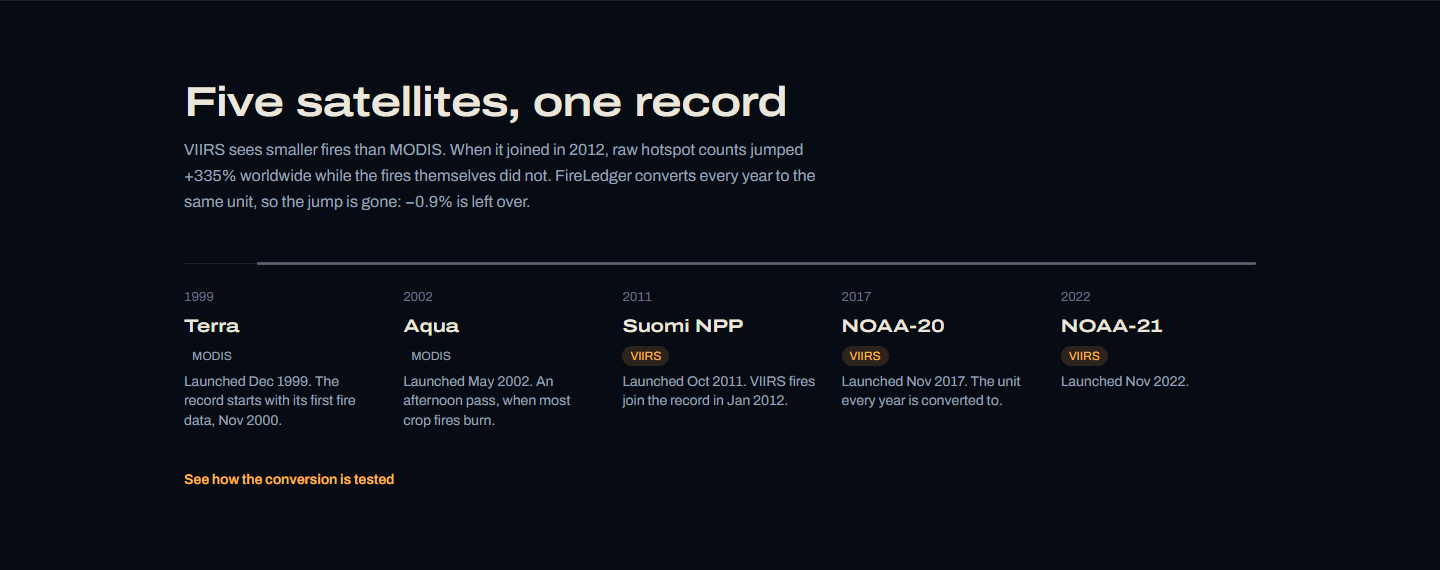 Five satellites, one record
VIIRS sees smaller fires than MODIS. When it joined in 2012, raw hotspot counts jumped
+335% worldwide while the fires themselves did not. FireLedger converts every year to the
same unit, so the jump is gone: −0.9% is left over.
1999
Terra
MODIS
Launched Dec 1999. The
record starts with its first fire
data, Nov 2000.
2002
Aqua
MODIS
Launched May 2002. An
afternoon pass, when most
crop fires burn.
2011
Suomi NPP
VIIRS
Launched Oct 2011. VIIRS fires
join the record in Jan 2012.
2017
NOAA-20
VIIRS
Launched Nov 2017. The unit
every year is converted to.
2022
NOAA-21
VIIRS
Launched Nov 2022.
See how the conversion is tested